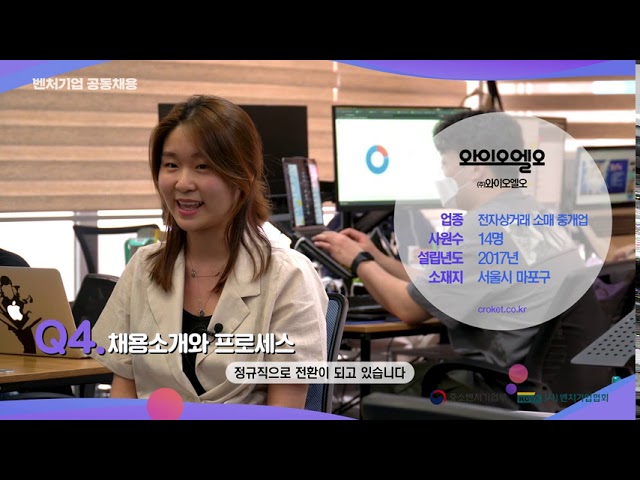 벤처기업 공동채용
와이오엘오
㈜와이오엘오
업종 전자상거래 소매 중개업
사원수 14명
설립년도 2017년
소재지 서울시 마포구
croket.co.kr
Q4. 채용소개와 프로세스
정규직으로 전환이 되고 있습니다
중소벤처기업부
벤처기업협회